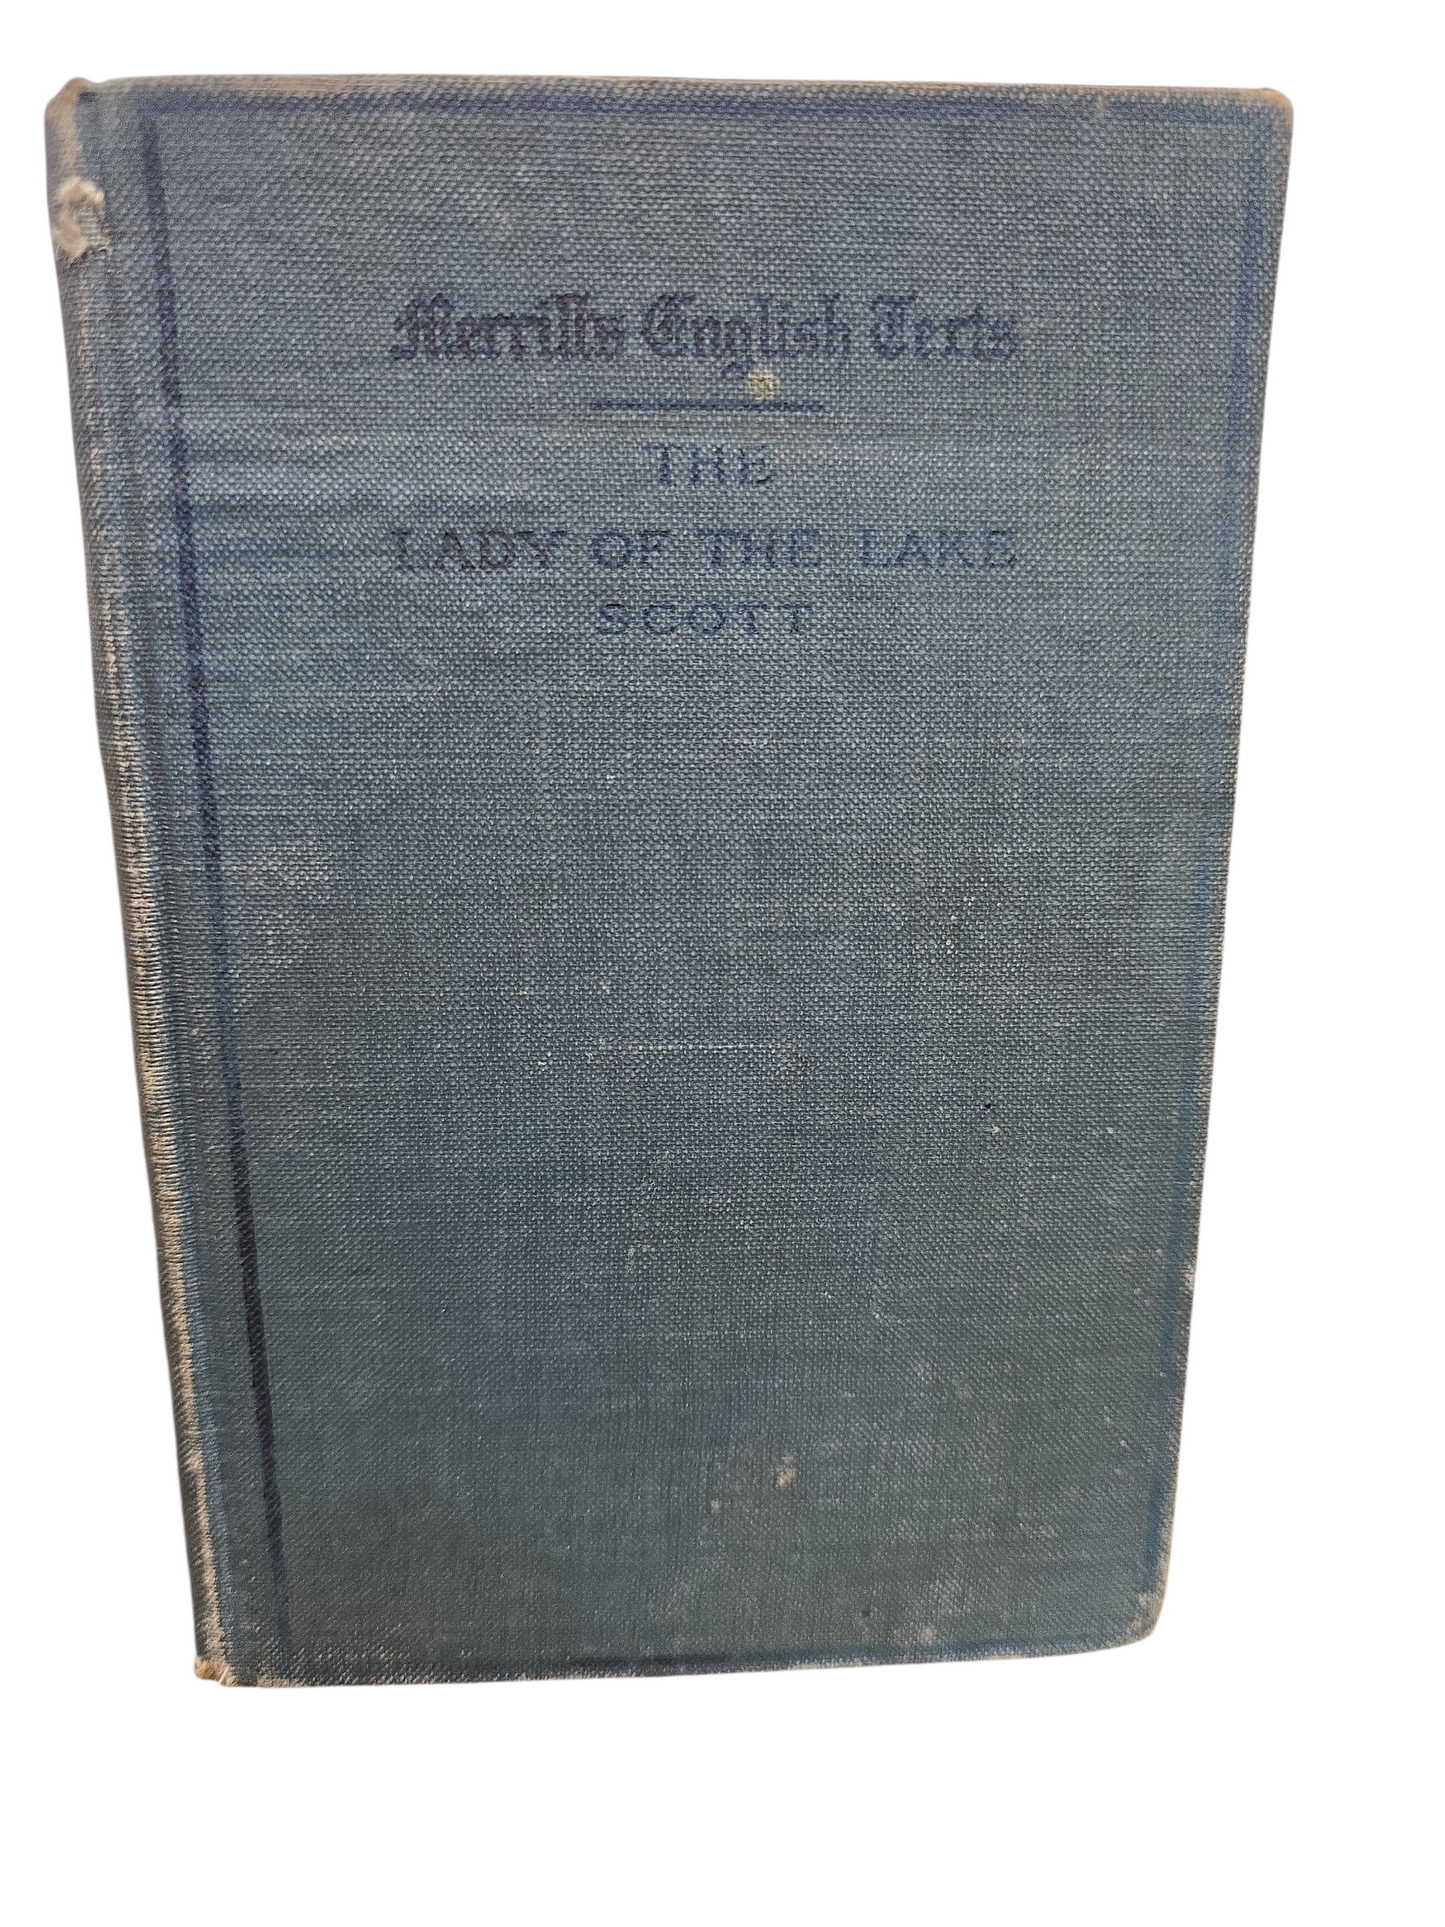 Merrill's English Texts
THE
LADY OF THE LAKE
SCOTT